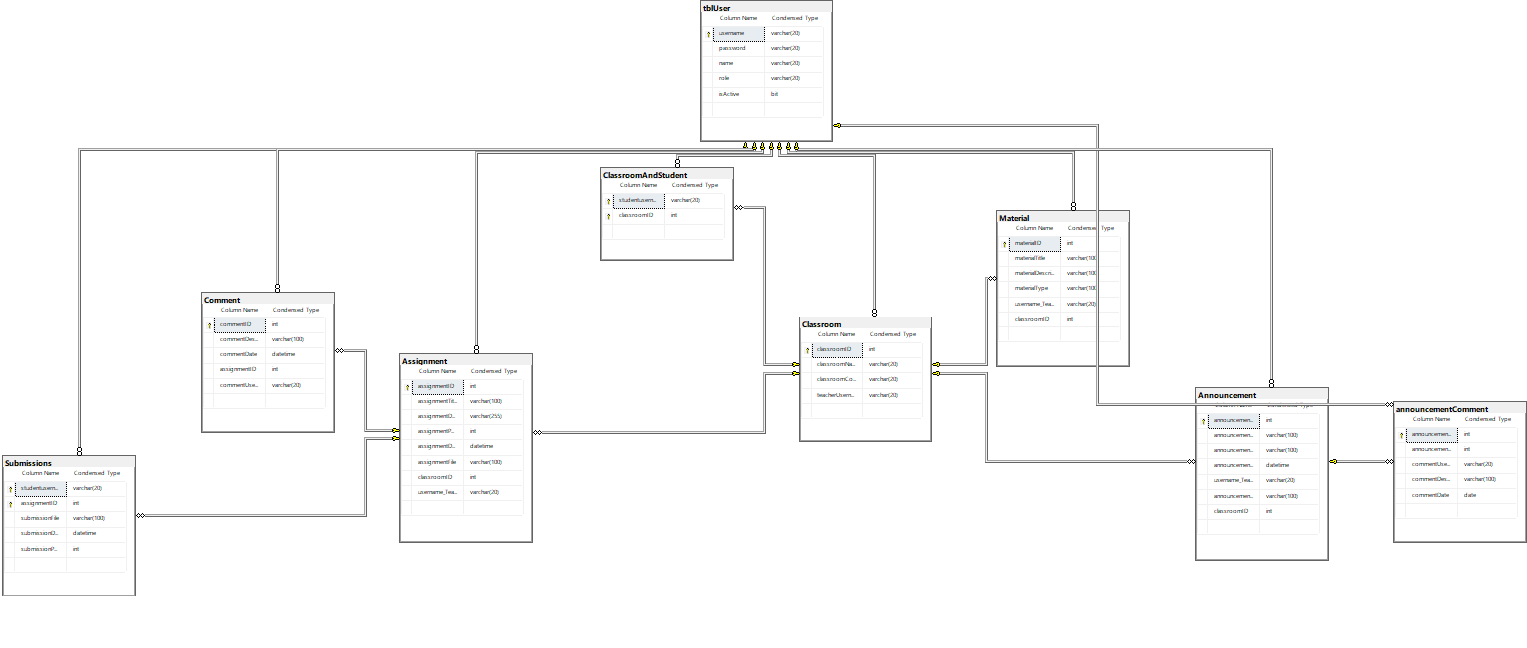 tblUser
Column Name Condensed Type
username varchar(20)
password varchar(20)
name varchar(20)
role varchar(20)
isActive bit
ClassroomAndStudent
Column Name Condensed Type
studentusern... varchar(20)
classroomID int
Material
Column Name Condensed Type
materialID int
materialTitle varchar(100
materialDescri... varchar(100
materialType varchar(100
username_Tea... varchar(20)
classroomID int
Comment
Column Name Condensed Type
commentID int
commentDes... varchar(100)
commentDate datetime
assignmentID int
commentUse... varchar(20)
Classroom
Column Name Condensed Type
classroomID int
classroomNa... varchar(20)
classroomCo... varchar(20)
teacherUsern... varchar(20)
Assignment
Column Name Condensed Type
assignmentID int
assignmentTit... varchar(100)
assignmentD... varchar(255)
assignmentP... int
assignmentD... datetime
assignmentFile varchar(100)
classroomID int
username_Tea... varchar(20)
Announcement
announcemen... int
announcemen... varchar(100)
announcemen... varchar(100)
announcemen... datetime
username_Tea... varchar(20)
announcemen... varchar(100)
classroomID int
announcementComment
Column Name Condensed Type
announcemen... int
announcemen... int
commentUse... varchar(20)
commentDes... varchar(100)
commentDate date
Submissions
Column Name Condensed Type
studentusern... varchar(20)
assignmentID int
submissionFile varchar(100)
submissionD... datetime
submissionP... int